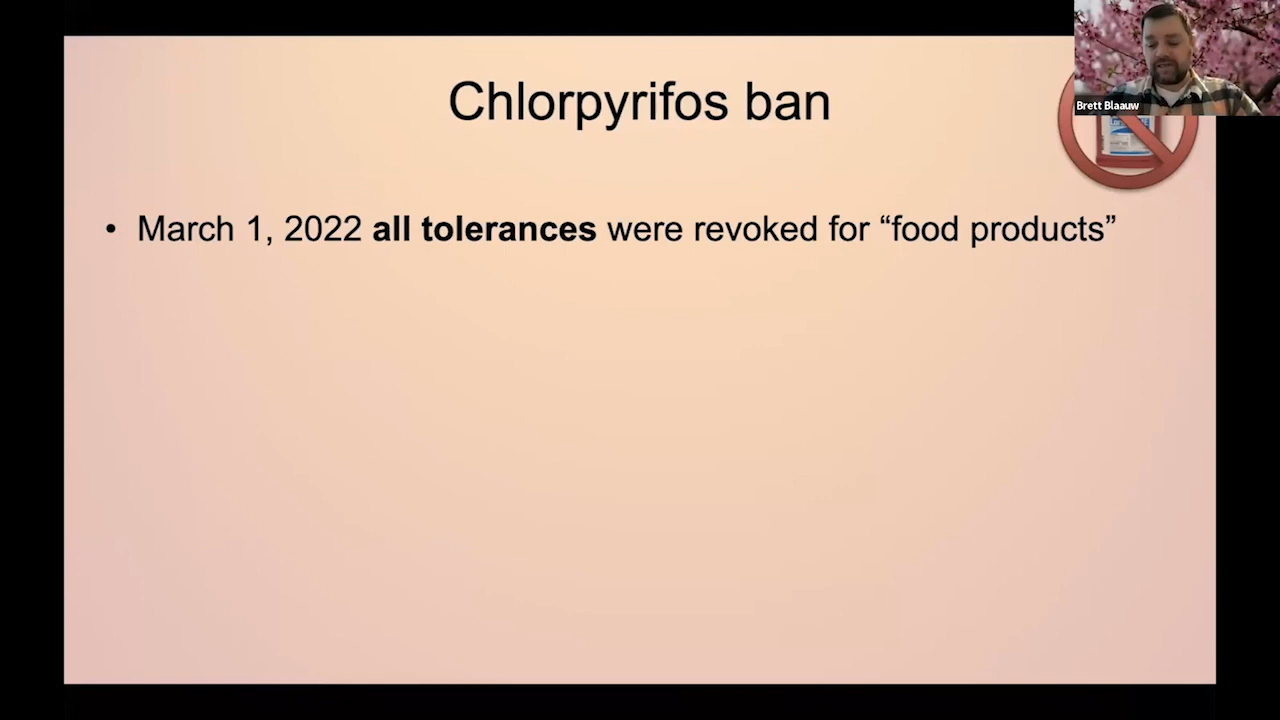 Chlorpyrifos ban
Brett Blaauw
• March 1, 2022 all tolerances were revoked for “food products”